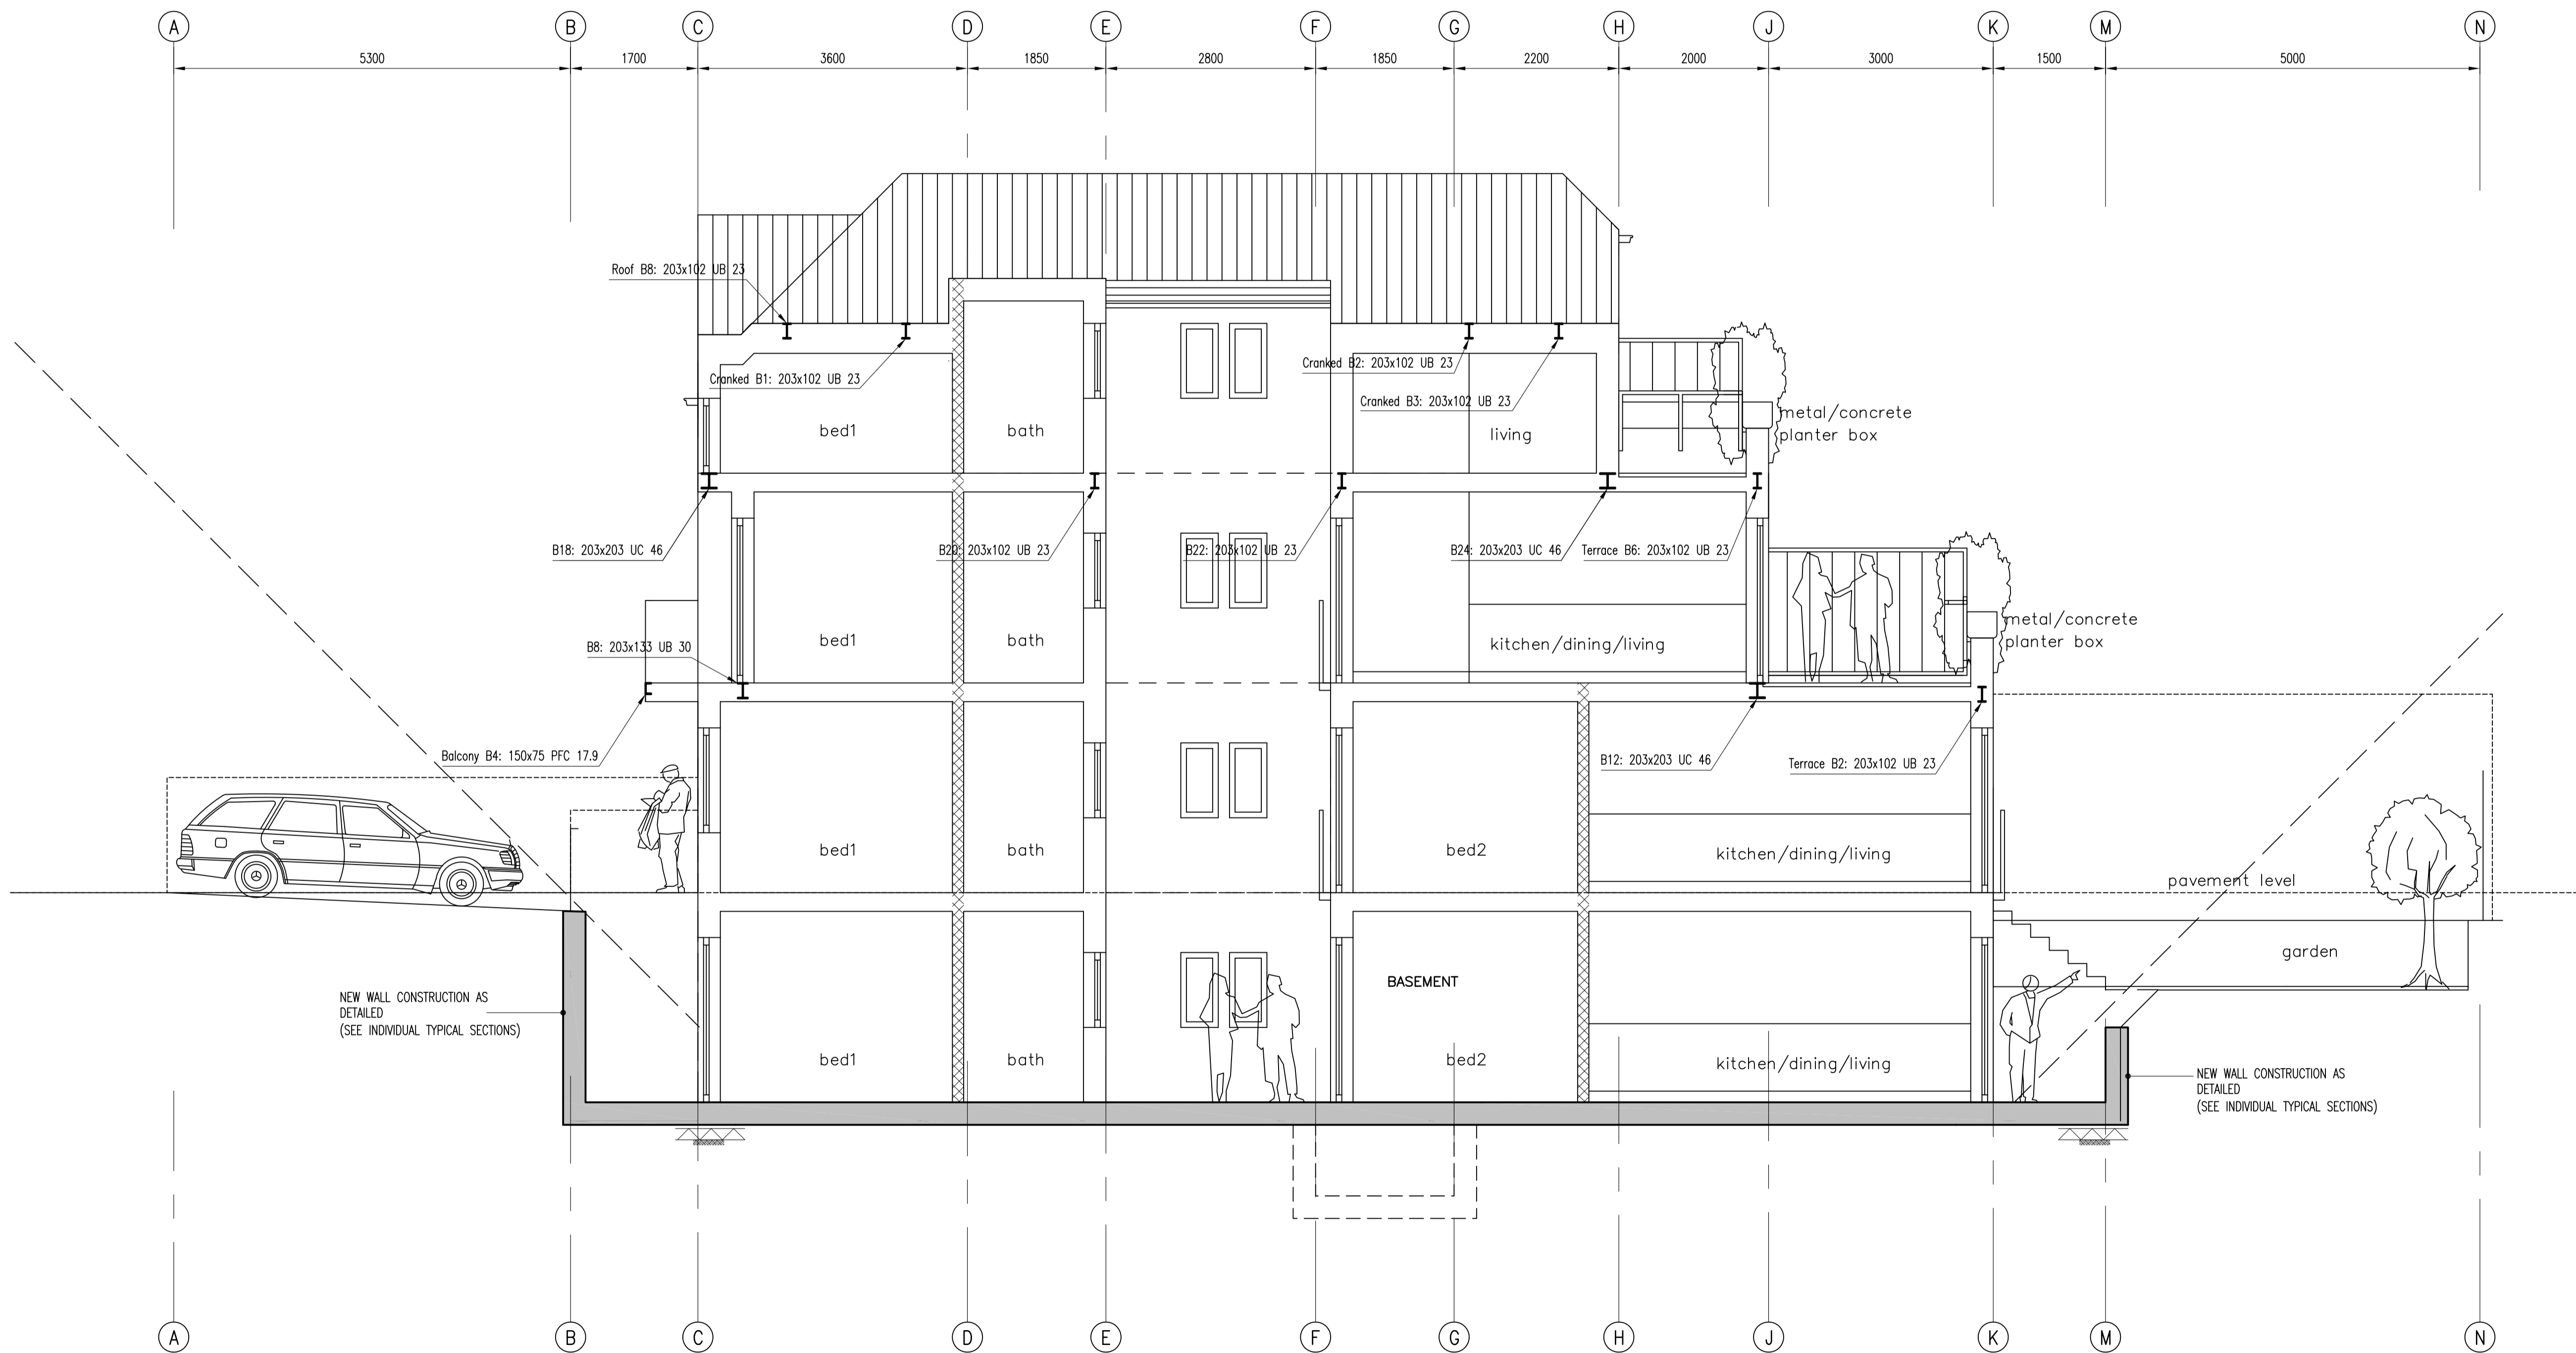 A B C D E F G H J K M N
5300 1700 3600 1850 2800 1850 2200 2000 3000 1500 5000
Roof B8: 203x102 UB 23
Cranked B1: 203x102 UB 23
Cranked B2: 203x102 UB 23
Cranked B3: 203x102 UB 23
metal/concrete
planter box
bed1 bath living
B18: 203x203 UC 46
B20: 203x102 UB 23
B22: 203x102 UB 23
B24: 203x203 UC 46
Terrace B6: 203x102 UB 23
metal/concrete
planter box
bed1 bath kitchen/dining/living
B8: 203x133 UB 30
Balcony B4: 150x75 PFC 17.9
B12: 203x203 UC 46
Terrace B2: 203x102 UB 23
bed1 bath bed2 kitchen/dining/living
pavement level
garden
BASEMENT
NEW WALL CONSTRUCTION AS
DETAILED
(SEE INDIVIDUAL TYPICAL SECTIONS)
bed1 bath bed2 kitchen/dining/living
NEW WALL CONSTRUCTION AS
DETAILED
(SEE INDIVIDUAL TYPICAL SECTIONS)
A B C D E F G H J K M N